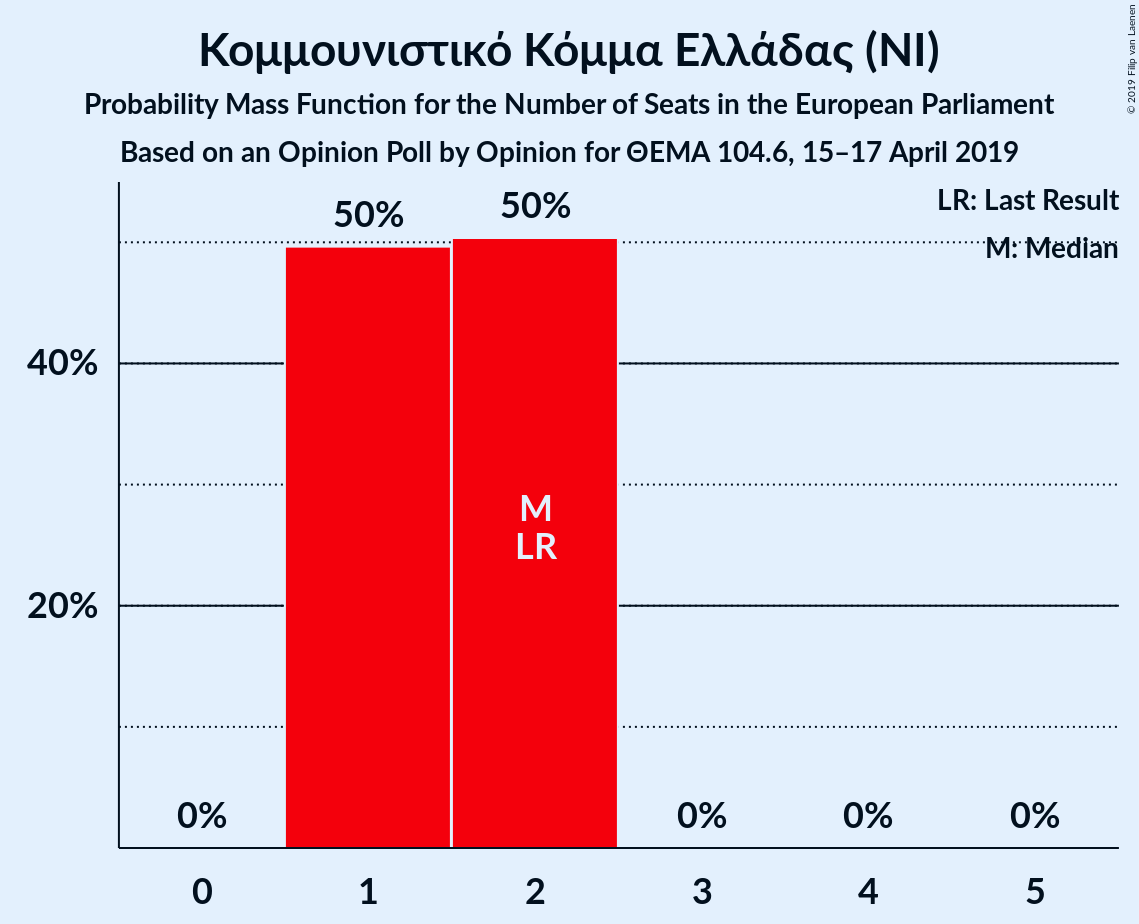 Κομμουνιστικό Κόμμα Ελλάδας (NI)
Probability Mass Function for the Number of Seats in the European Parliament
Based on an Opinion Poll by Opinion for ΘΕΜΑ 104.6, 15–17 April 2019
© 2019 Filip van Laenen
LR: Last Result
M: Median
50%
50%
40%
20%
M
LR
0%
0%
0%
0%
0
1
2
3
4
5